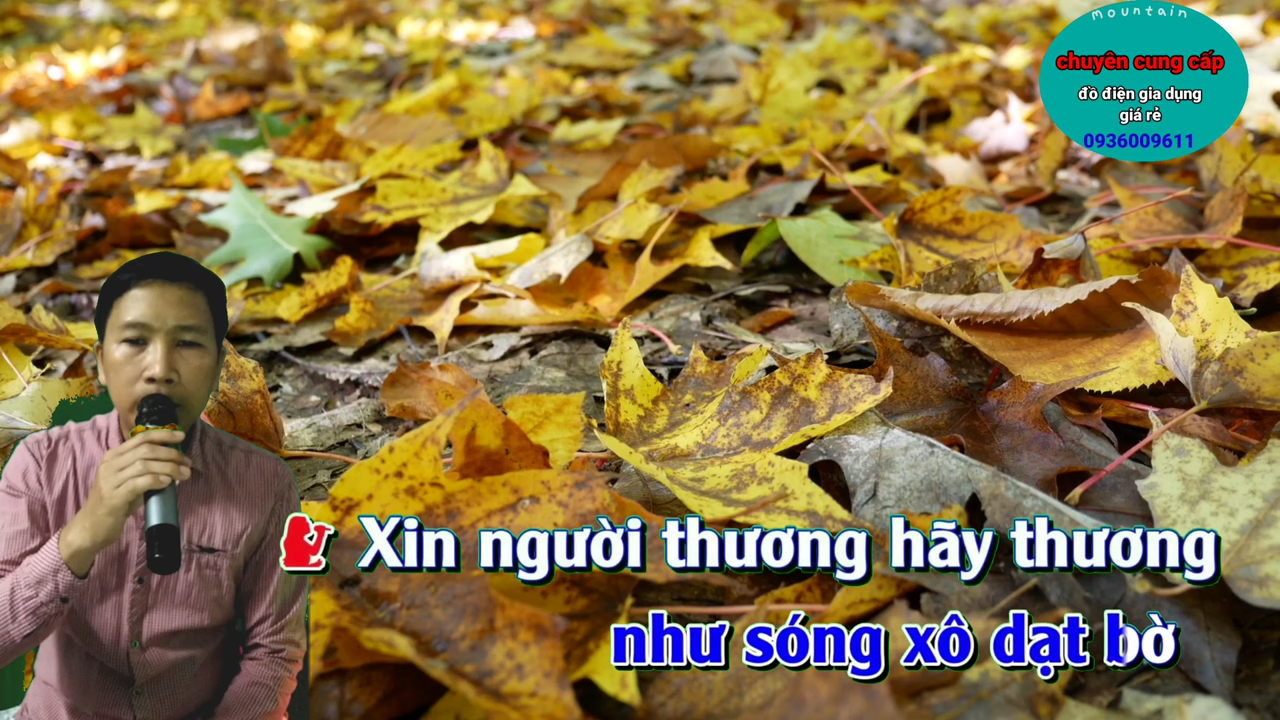 mountain
chuyên cung cấp
đồ điện gia dụng
giá rẻ
0936009611
Xin người thương hãy thương
như sóng xô dạt bờ